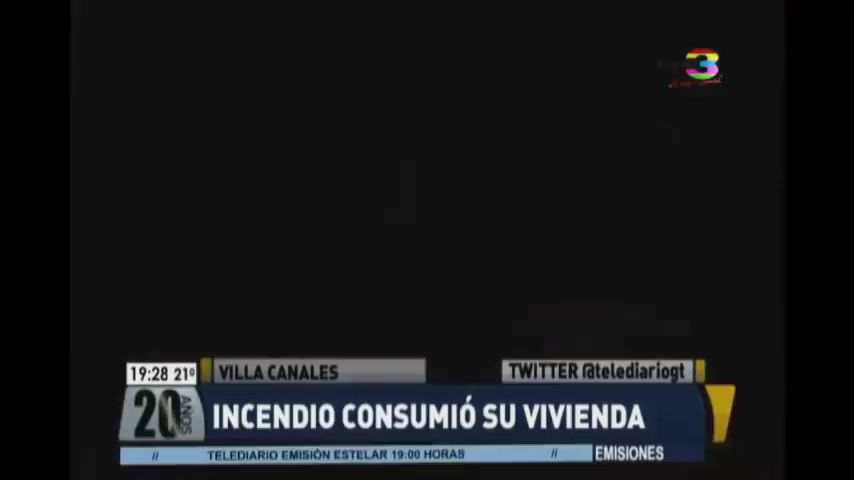 3
19:28 21°
VILLA CANALES
TWITTER @telediariogt
20 AÑOS
INCENDIO CONSUMIÓ SU VIVIENDA
// TELEDIARIO EMISIÓN ESTELAR 19:00 HORAS //
EMISIONES